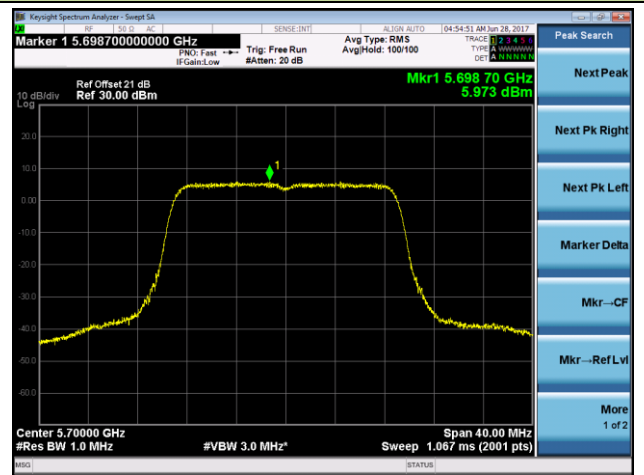 Keysight Spectrum Analyzer - Swept SA
RF 50 Ω AC SENSE:INT ALIGN AUTO 04:54:51 AM Jun 28, 2017
Marker 1 5.698700000000 GHz
PNO: Fast
IFGain:Low
Trig: Free Run
#Atten: 20 dB
Avg Type: RMS
Avg|Hold: 100/100
TRACE 1 2 3 4 5 6
TYPE A WWWWW
DET A N N N N N
Ref Offset 21 dB
10 dB/div Ref 30.00 dBm
Log
Mkr1 5.698 70 GHz
5.973 dBm
20.0
10.0
1
0.00
-10.0
-20.0
-30.0
-40.0
-50.0
-60.0
Center 5.70000 GHz Span 40.00 MHz
#Res BW 1.0 MHz #VBW 3.0 MHz* Sweep 1.067 ms (2001 pts)
MSG STATUS
Peak Search
Next Peak
Next Pk Right
Next Pk Left
Marker Delta
Mkr→CF
Mkr→Ref Lvl
More
1 of 2